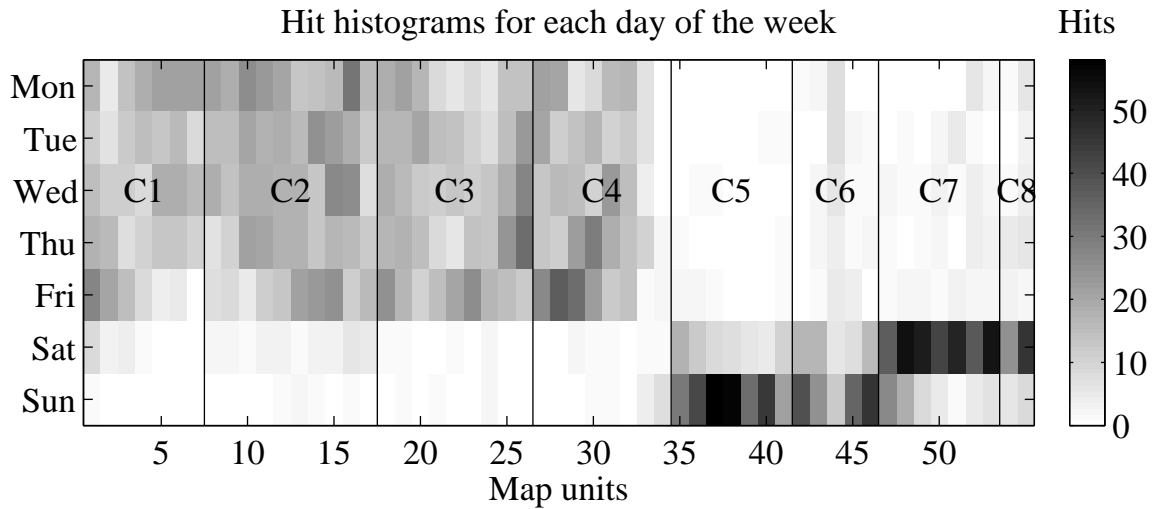 Hit histograms for each day of the week
Hits
Mon
Tue
Wed
Thu
Fri
Sat
Sun
C1 C2 C3 C4 C5 C6 C7 C8
5 10 15 20 25 30 35 40 45 50
Map units
50
40
30
20
10
0